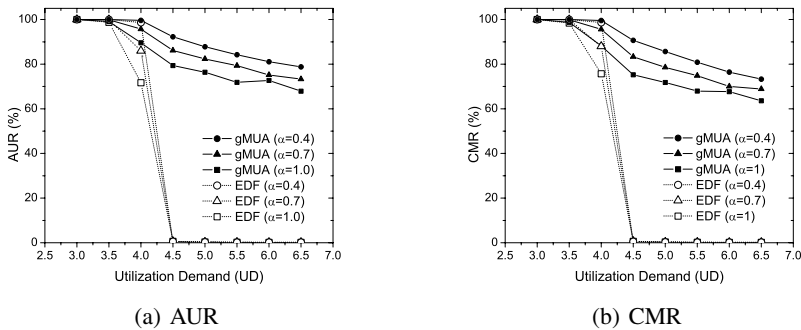 100
80
60
40
20
0
AUR (%)
gMUA (α=0.4)
gMUA (α=0.7)
gMUA (α=1.0)
EDF (α=0.4)
EDF (α=0.7)
EDF (α=1.0)
2.5 3.0 3.5 4.0 4.5 5.0 5.5 6.0 6.5 7.0
Utilization Demand (UD)
(a) AUR
100
80
60
40
20
0
CMR (%)
gMUA (α=0.4)
gMUA (α=0.7)
gMUA (α=1)
EDF (α=0.4)
EDF (α=0.7)
EDF (α=1)
2.5 3.0 3.5 4.0 4.5 5.0 5.5 6.0 6.5 7.0
Utilization Demand (UD)
(b) CMR